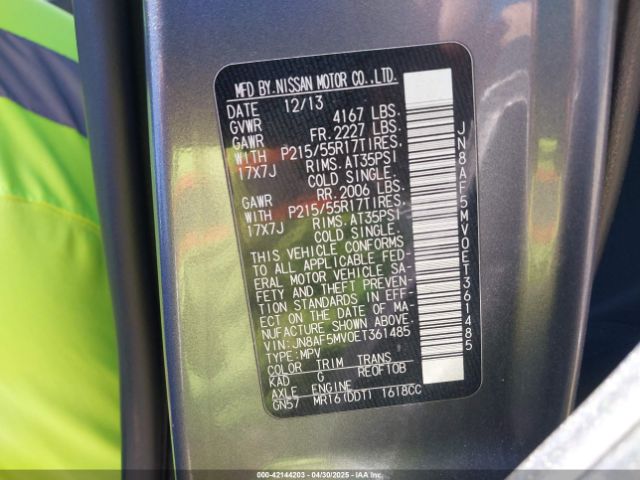 MFD BY.NISSAN MOTOR CO.,LTD.
DATE 12/13
GVWR 4167 LBS.
GAWR FR. 2227 LBS.
WITH P215/55R17TIRES.
17X7J RIMS. AT35PSI
COLD SINGLE.
GAWR RR. 2006 LBS.
WITH P215/55R17TIRES.
17X7J RIMS. AT35PSI
COLD SINGLE.
THIS VEHICLE CONFORMS
TO ALL APPLICABLE FED-
ERAL MOTOR VEHICLE SA-
FETY AND THEFT PREVEN-
TION STANDARDS IN EFF-
ECT ON THE DATE OF MA-
NUFACTURE SHOWN ABOVE.
VIN:JN8AF5MV0ET361485
TYPE:MPV
COLOR TRIM TRANS
KAD G RE0F10B
AXLE ENGINE
GN57 MR16(DDT) 1618CC
JN8AF5MV0ET361485
000-42144203 - 04/30/2025 - IAAI.COM